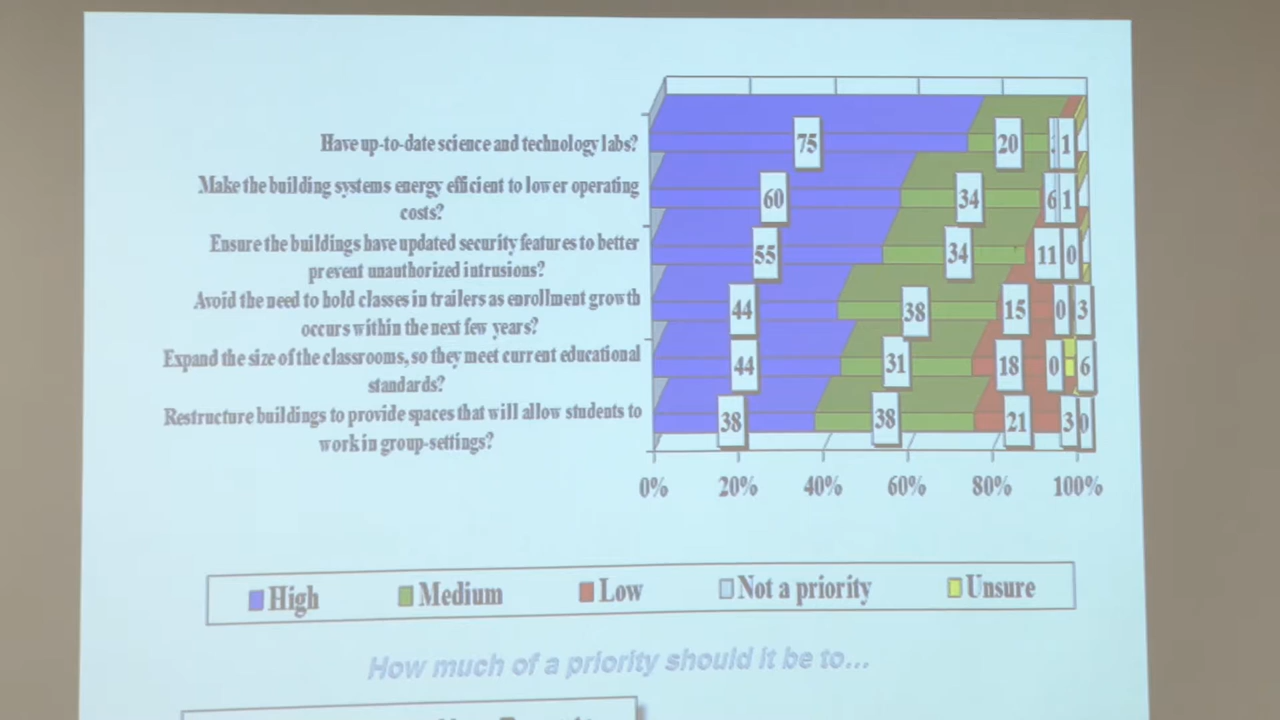 Have up-to-date science and technology labs?
75 20 1
Make the building systems energy efficient to lower operating
costs?
60 34 6 1
Ensure the buildings have updated security features to better
prevent unauthorized intrusions?
55 34 11 0
Avoid the need to hold classes in trailers as enrollment growth
occurs within the next few years?
44 38 15 0 3
Expand the size of the classrooms, so they meet current educational
standards?
44 31 18 0 6
Restructure buildings to provide spaces that will allow students to
work in group-settings?
38 38 21 3 0
0% 20% 40% 60% 80% 100%
High Medium Low Not a priority Unsure
How much of a priority should it be to...